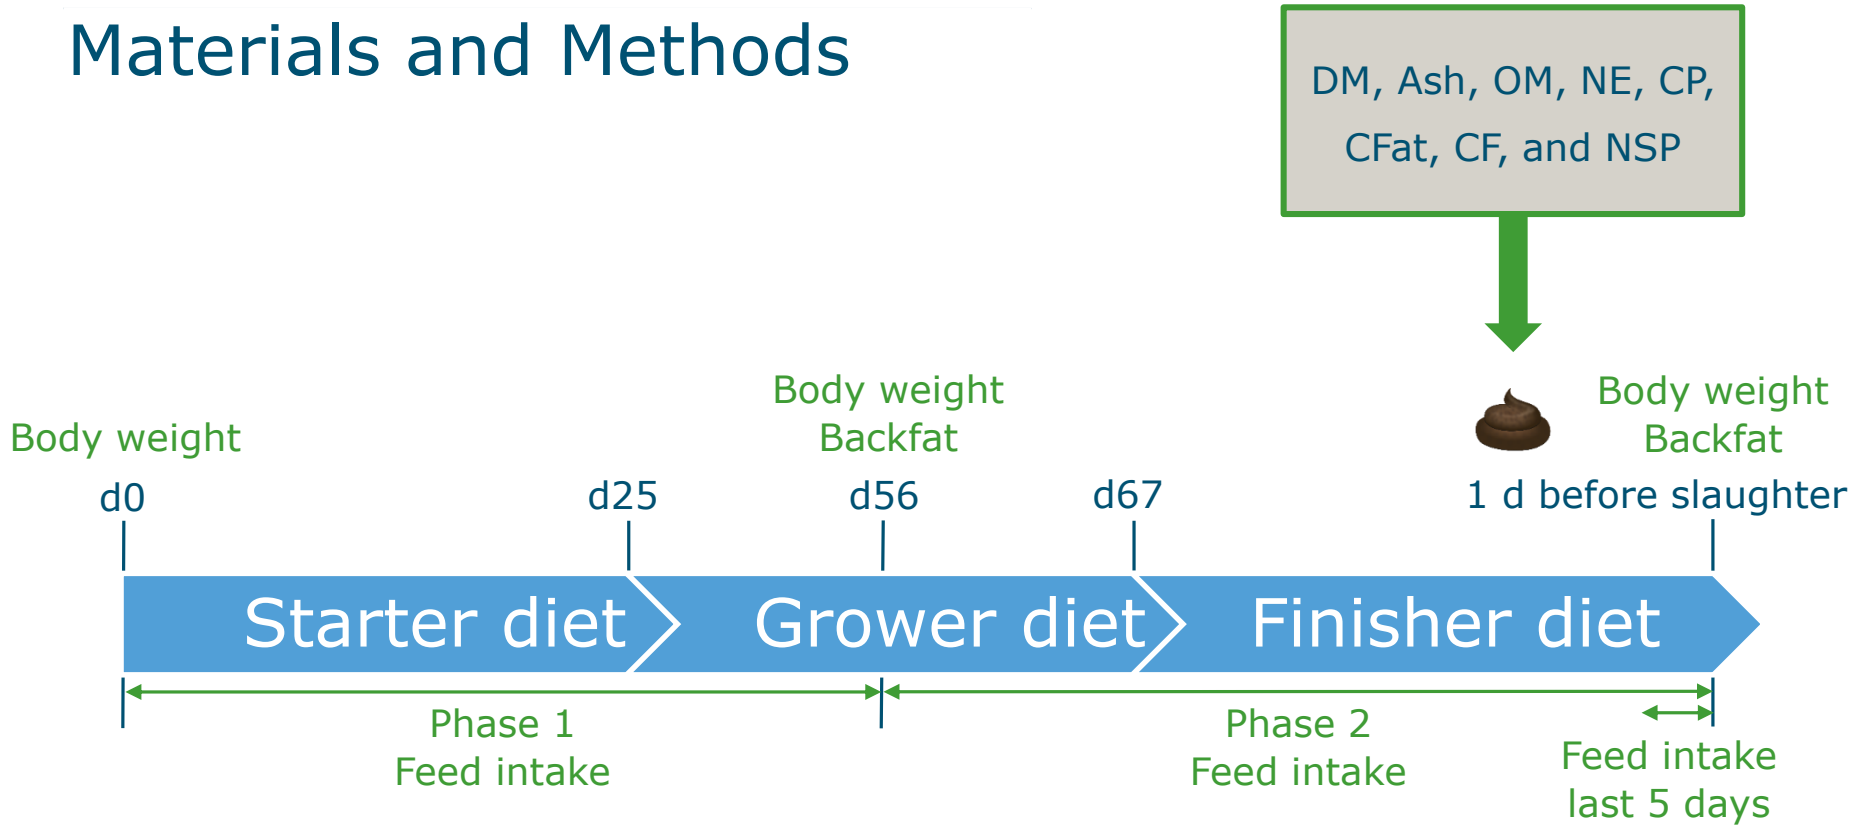 Materials and Methods
DM, Ash, OM, NE, CP,
CFat, CF, and NSP
Body weight
Body weight
Backfat
Body weight
Backfat
d0
d25
d56
d67
1 d before slaughter
Starter diet
Grower diet
Finisher diet
Phase 1
Feed intake
Phase 2
Feed intake
Feed intake
last 5 days